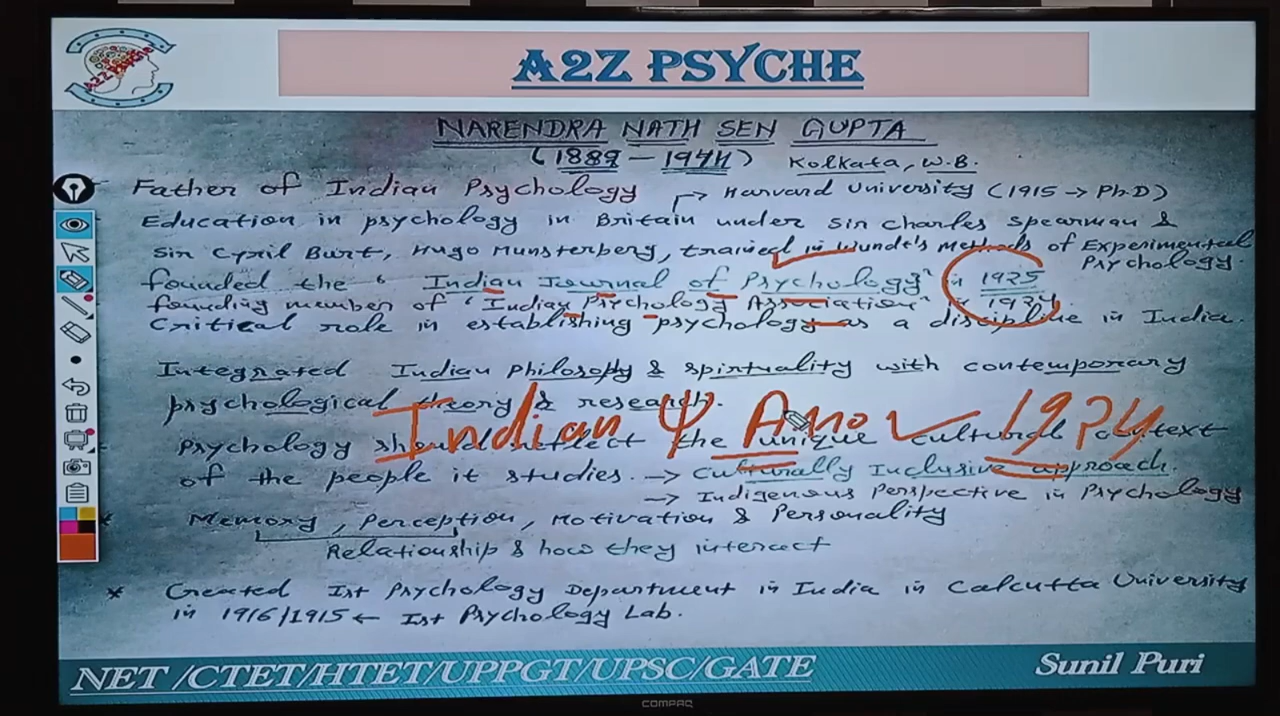 A2Z Psyche
A2Z PSYCHE
NARENDRA NATH SEN GUPTA
(1889 - 1944) Kolkata, W.B.
Father of Indian Psychology → Harvard University (1915 → Ph.D)
Education in psychology in Britain under Sir Charles Spearman &
Sir Cyril Burt, Hugo Munsterberg, trained in Wundt's Methods of Experimental
Psychology.
founded the "Indian Journal of Psychology" in 1925
founding member of "Indian Psychology Association" in 1924.
Critical role in establishing psychology as a discipline in India.
Integrated Indian Philosophy & spirtuality with contemporary
psychological theory & research.
Indian Ψ 1924
Psychology should reflect the unique cultural context
of the people it studies. → Culturally Inclusive approach.
→ Indigenous Perspective in Psychology
* Memory, Perception, Motivation & Personality
Relationship & how they interact
* Created Ist Psychology Department in India in Calcutta University
in 1916/1915 ← Ist Psychology Lab.
NET /CTET/HTET/UPPGT/UPSC/GATE Sunil Puri
COMPAQ